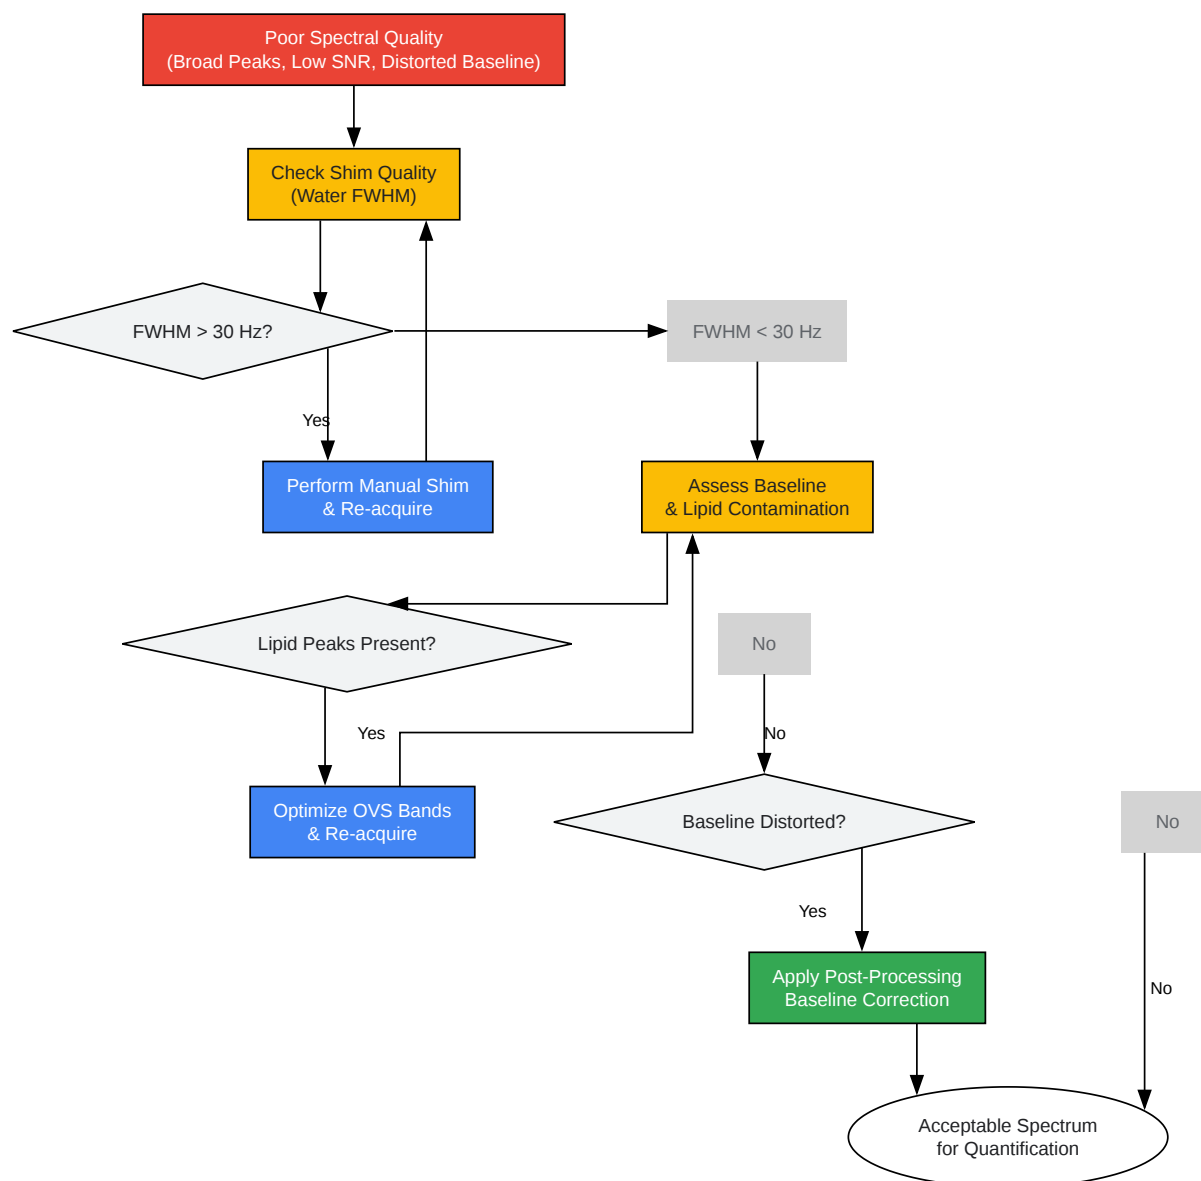 Poor Spectral Quality
(Broad Peaks, Low SNR, Distorted Baseline)
Check Shim Quality
(Water FWHM)
FWHM > 30 Hz?
FWHM < 30 Hz
Yes
Perform Manual Shim
& Re-acquire
Assess Baseline
& Lipid Contamination
Lipid Peaks Present?
No
Yes
No
Optimize OVS Bands
& Re-acquire
Baseline Distorted?
No
Yes
Apply Post-Processing
Baseline Correction
No
Acceptable Spectrum
for Quantification